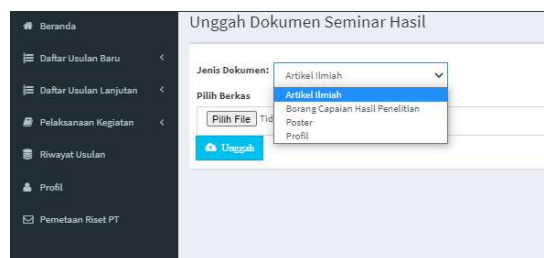 Beranda
Daftar Usulan Baru
Daftar Usulan Lanjutan
Pelaksanaan Kegiatan
Riwayat Usulan
Profil
Pemetaan Riset PT
Unggah Dokumen Seminar Hasil
Jenis Dokumen: Artikel Ilmiah
Artikel Ilmiah
Borang Capaian Hasil Penelitian
Poster
Profil
Pilih Berkas
Pilih File Tid
Unggah